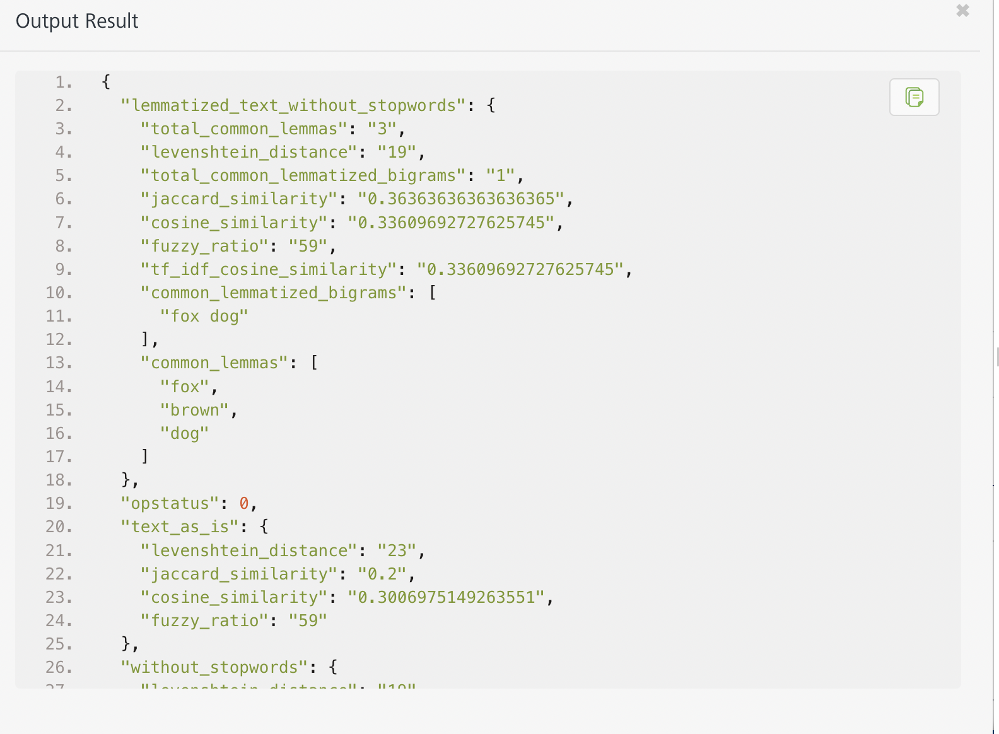 Output Result
1. {
2. "lemmatized_text_without_stopwords": {
3. "total_common_lemmas": "3",
4. "levenshtein_distance": "19",
5. "total_common_lemmatized_bigrams": "1",
6. "jaccard_similarity": "0.36363636363636365",
7. "cosine_similarity": "0.33609692727625745",
8. "fuzzy_ratio": "59",
9. "tf_idf_cosine_similarity": "0.33609692727625745",
10. "common_lemmatized_bigrams": [
11. "fox dog"
12. ],
13. "common_lemmas": [
14. "fox",
15. "brown",
16. "dog"
17. ]
18. },
19. "opstatus": 0,
20. "text_as_is": {
21. "levenshtein_distance": "23",
22. "jaccard_similarity": "0.2",
23. "cosine_similarity": "0.3006975149263551",
24. "fuzzy_ratio": "59"
25. },
26. "without_stopwords": {
27. "levenshtein_distance": "19"